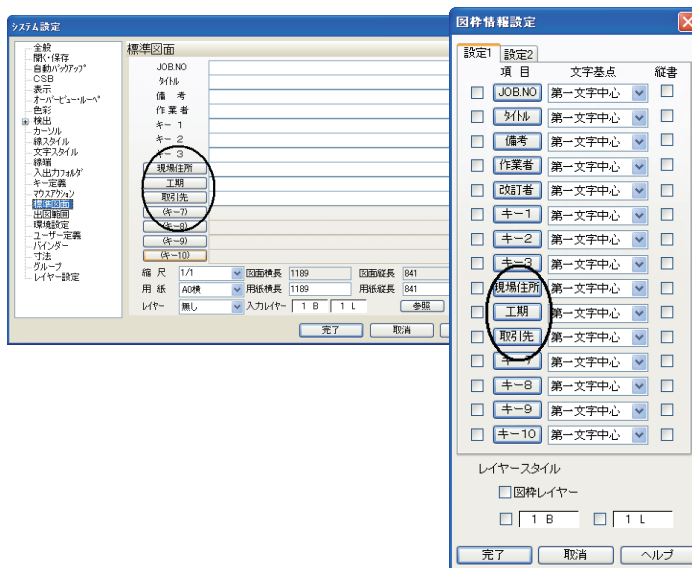 システム設定
全般
開く・保存
自動バックアップ
CSB
表示
オーバービュー・ルーペ
色彩
検出
カーソル
線スタイル
文字スタイル
線端
入出力フォルダ
キー定義
マウスアクション
標準図面
出図範囲
環境設定
ユーザー定義
バインダー
寸法
グループ
レイヤー設定
標準図面
JOB.NO
タイトル
備 考
作 業 者
キー 1
キー 2
キー 3
現場住所
工期
取引先
(キー7)
(キー8)
(キー9)
(キー10)
縮 尺 1/1 図面横長 1189 図面縦長 841
用 紙 A0横 用紙横長 1189 用紙縦長 841
レイヤー 無し 入力レイヤー 1 B 1 L 参照
完了 取消
図枠情報設定
設定1 設定2
項 目 文字基点 縦書
JOB.NO 第一文字中心
タイトル 第一文字中心
備考 第一文字中心
作業者 第一文字中心
改訂者 第一文字中心
キー1 第一文字中心
キー2 第一文字中心
キー3 第一文字中心
現場住所 第一文字中心
工期 第一文字中心
取引先 第一文字中心
キー7 第一文字中心
キー8 第一文字中心
キー9 第一文字中心
キー10 第一文字中心
レイヤースタイル
図枠レイヤー
1 B 1 L
完了 取消 ヘルプ